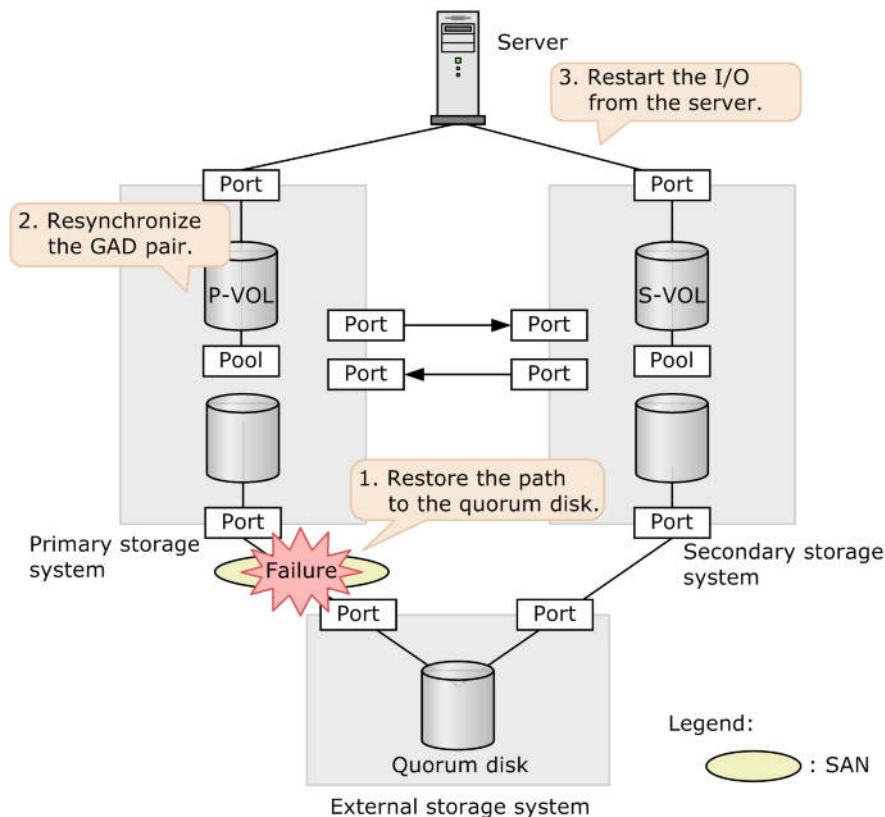 Server
3. Restart the I/O
from the server.
Port
Port
2. Resynchronize
the GAD pair.
P-VOL
S-VOL
Port
Port
Pool
Pool
Port
Port
1. Restore the path
to the quorum disk.
Port
Port
Primary storage
system
Secondary storage
system
Failure
Port
Port
Quorum disk
Legend:
: SAN
External storage system